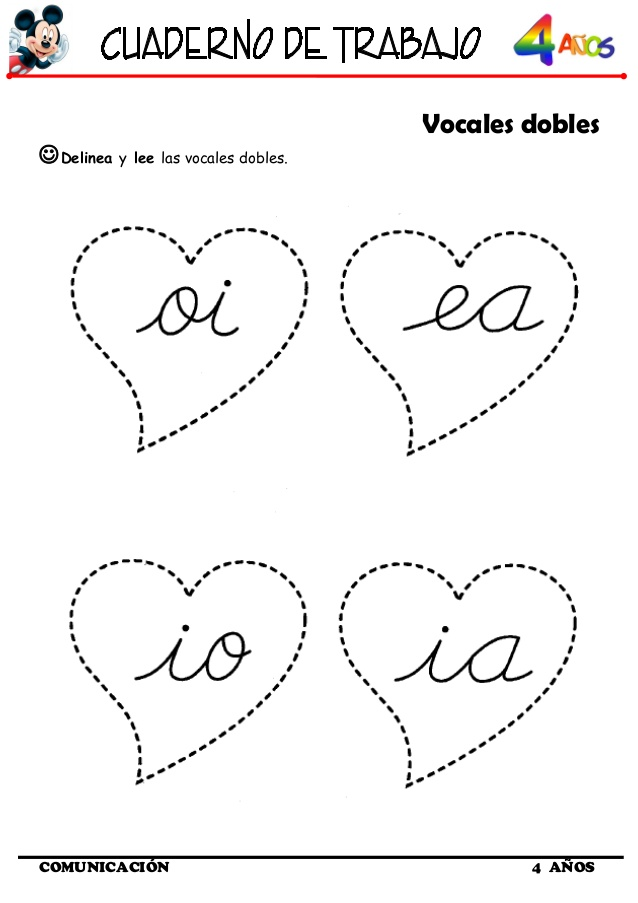 CUADERNO DE TRABAJO 4 AÑOS
Vocales dobles
Delinea y lee las vocales dobles.
oi ea
io ia
COMUNICACIÓN 4 AÑOS